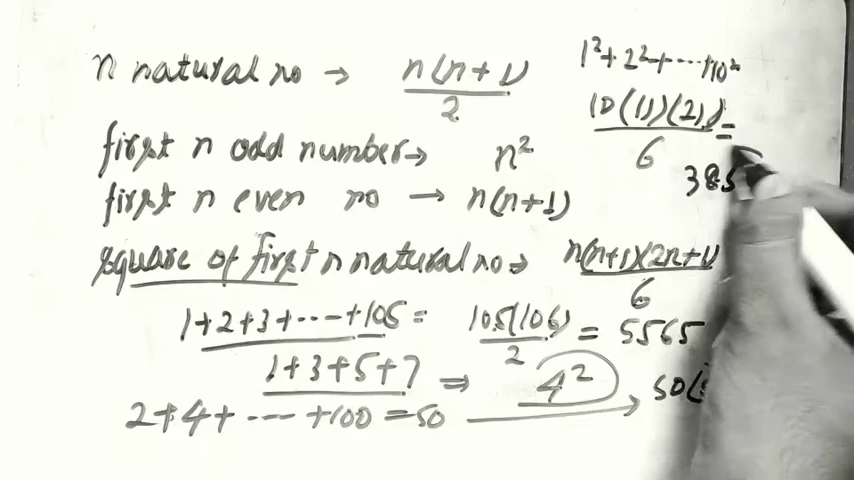 n natural no → n(n+1)/2
1²+2²+----+10²
10(11)(21)/6 =
385
first n odd number→ n²
first n even no → n(n+1)
square of first n natural no→ n(n+1)(2n+1)/6
1+2+3+----+105 = 105(106)/2 = 5565
1+3+5+7 ⇒ 4²
2+4+----+100 = 50 → 50(